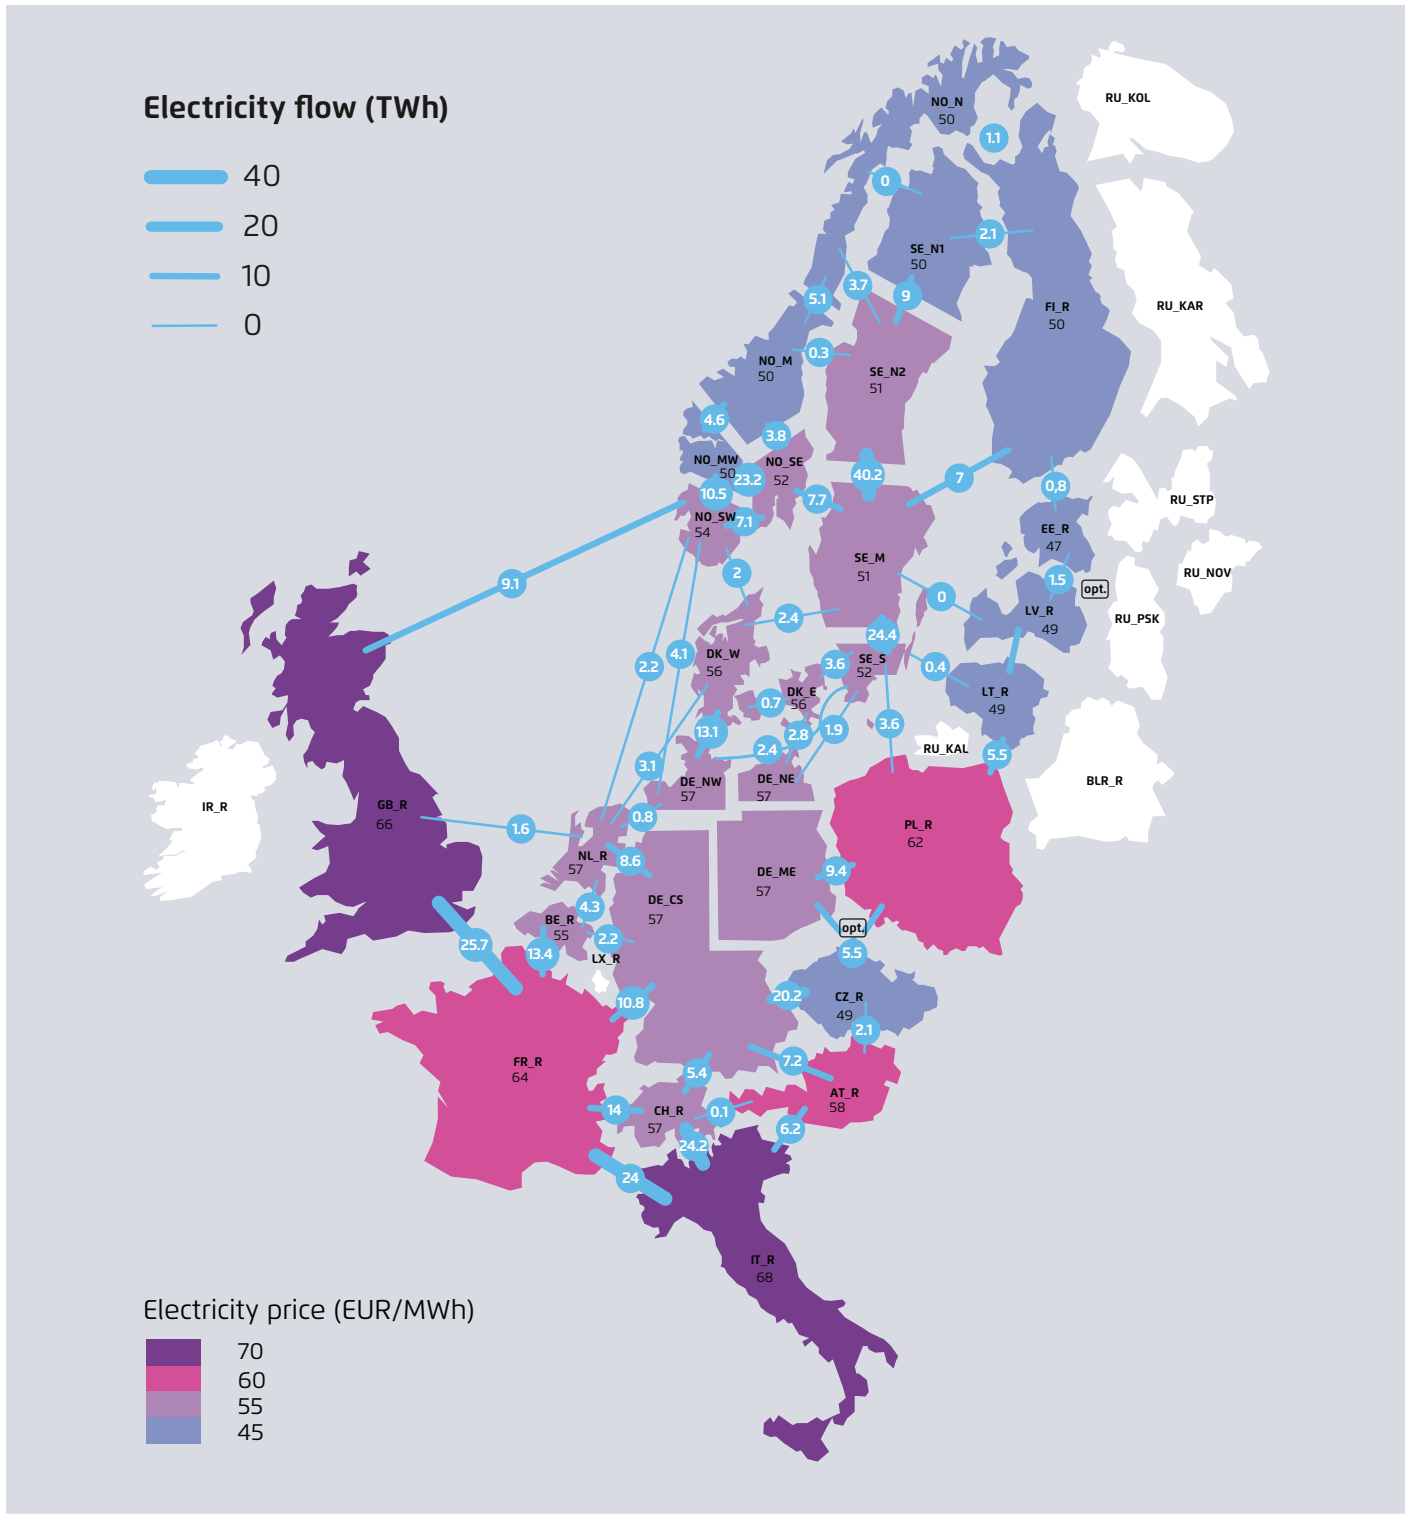 Electricity flow (TWh)
40
20
10
0
NO_N
50
RU_KOL
1.1
0
2.1
SE_N1
50
3.7
9
5.1
FI_R
50
RU_KAR
0.3
NO_M
50
SE_N2
51
4.6
3.8
NO_MW
50
NO_SE
52
23.2
10.5
40.2
7
7.7
0,8
RU_STP
NO_SW
54
7.1
EE_R
47
SE_M
51
RU_NOV
2
9.1
1.5
opt.
0
LV_R
49
RU_PSK
2.4
24.4
DK_W
56
4.1
2.2
3.6
SE_S
52
0.4
LT_R
49
DK_E
56
0.7
13.1
2.8
1.9
3.6
2.4
RU_KAL
5.5
3.1
DE_NW
57
DE_NE
57
BLR_R
IR_R
GB_R
66
0.8
1.6
PL_R
62
NL_R
57
8.6
DE_ME
57
9.4
DE_CS
57
4.3
BE_R
55
opt.
2.2
25.7
13.4
5.5
LX_R
20.2
CZ_R
49
10.8
2.1
FR_R
64
7.2
5.4
AT_R
58
14
CH_R
57
0.1
6.2
24.2
24
IT_R
68
Electricity price (EUR/MWh)
70
60
55
45